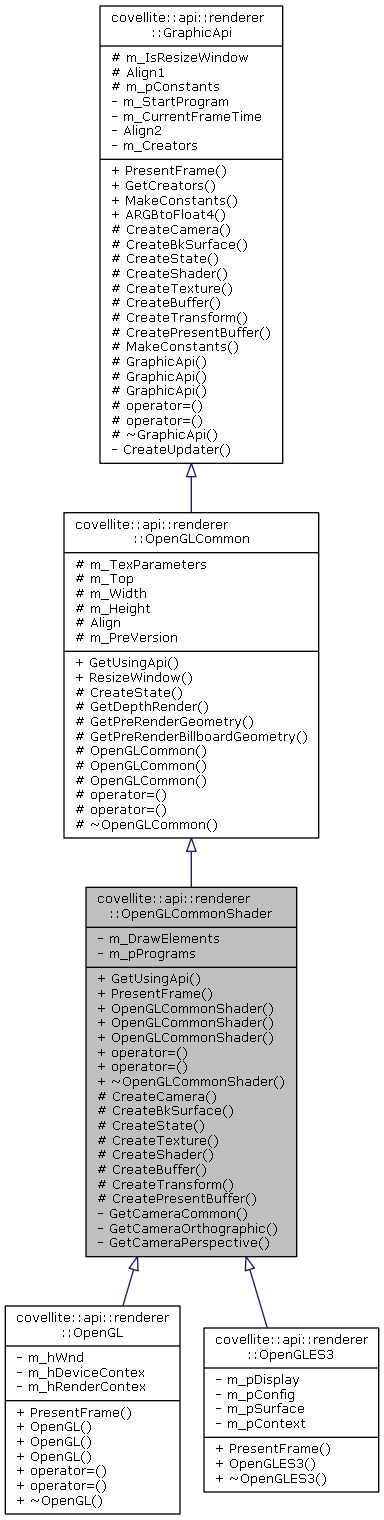 covellite::api::renderer
::GraphicApi
# m_IsResizeWindow
# Align1
# m_pConstants
- m_StartProgram
- m_CurrentFrameTime
- Align2
- m_Creators
+ PresentFrame()
+ GetCreators()
+ MakeConstants()
+ ARGBtoFloat4()
# CreateCamera()
# CreateBkSurface()
# CreateState()
# CreateShader()
# CreateTexture()
# CreateBuffer()
# CreateTransform()
# CreatePresentBuffer()
# MakeConstants()
# GraphicApi()
# GraphicApi()
# GraphicApi()
# operator=()
# operator=()
# ~GraphicApi()
- CreateUpdater()
covellite::api::renderer
::OpenGLCommon
# m_TexParameters
# m_Top
# m_Width
# m_Height
# Align
# m_PreVersion
+ GetUsingApi()
+ ResizeWindow()
# CreateState()
# GetDepthRender()
# GetPreRenderGeometry()
# GetPreRenderBillboardGeometry()
# OpenGLCommon()
# OpenGLCommon()
# OpenGLCommon()
# operator=()
# operator=()
# ~OpenGLCommon()
covellite::api::renderer
::OpenGLCommonShader
- m_DrawElements
- m_pPrograms
+ GetUsingApi()
+ PresentFrame()
+ OpenGLCommonShader()
+ OpenGLCommonShader()
+ OpenGLCommonShader()
+ operator=()
+ operator=()
+ ~OpenGLCommonShader()
# CreateCamera()
# CreateBkSurface()
# CreateState()
# CreateTexture()
# CreateShader()
# CreateBuffer()
# CreateTransform()
# CreatePresentBuffer()
- GetCameraCommon()
- GetCameraOrthographic()
- GetCameraPerspective()
covellite::api::renderer
::OpenGL
- m_hWnd
- m_hDeviceContex
- m_hRenderContex
+ PresentFrame()
+ OpenGL()
+ OpenGL()
+ OpenGL()
+ operator=()
+ operator=()
+ ~OpenGL()
covellite::api::renderer
::OpenGLES3
- m_pDisplay
- m_pConfig
- m_pSurface
- m_pContext
+ PresentFrame()
+ OpenGLES3()
+ ~OpenGLES3()